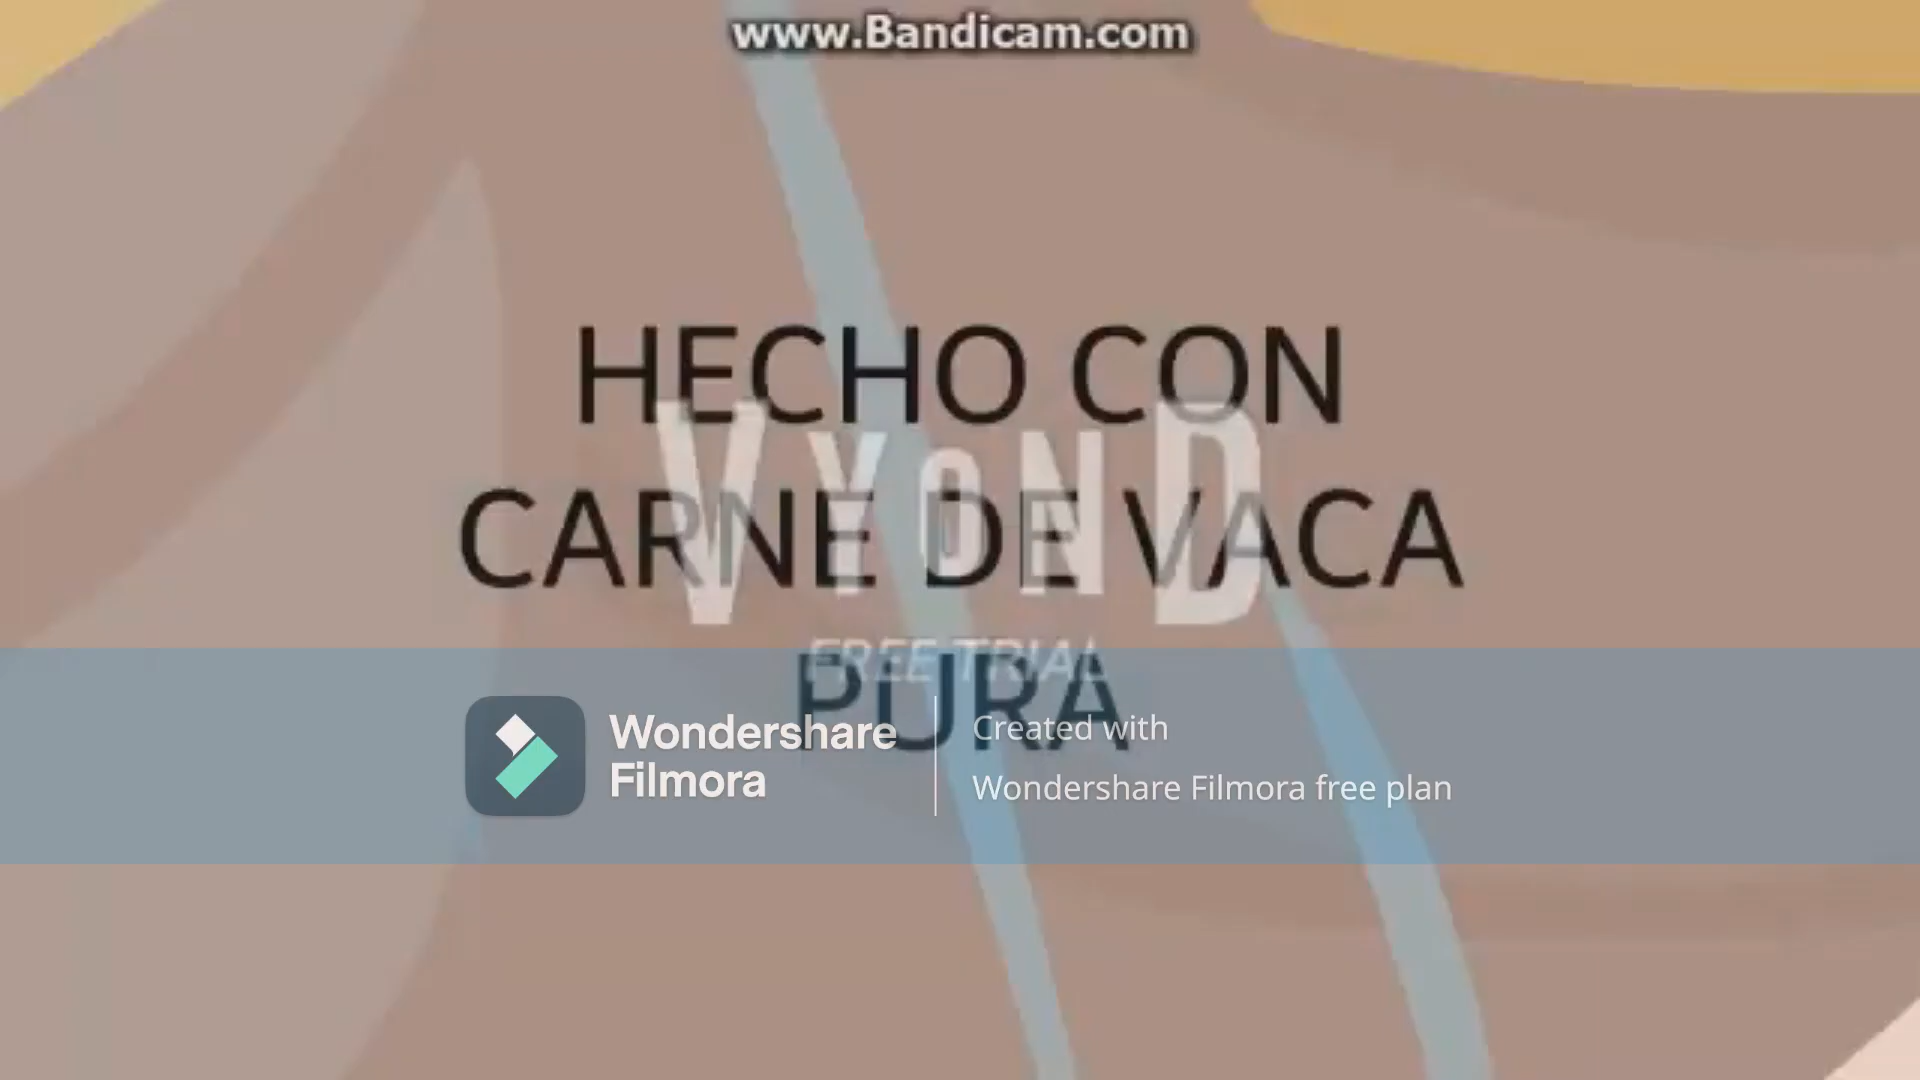 www.Bandicam.com
HECHO CON
VYOND
CARNE DE VACA
FREE TRIAL
PURA
Wondershare
Filmora
Created with
Wondershare Filmora free plan